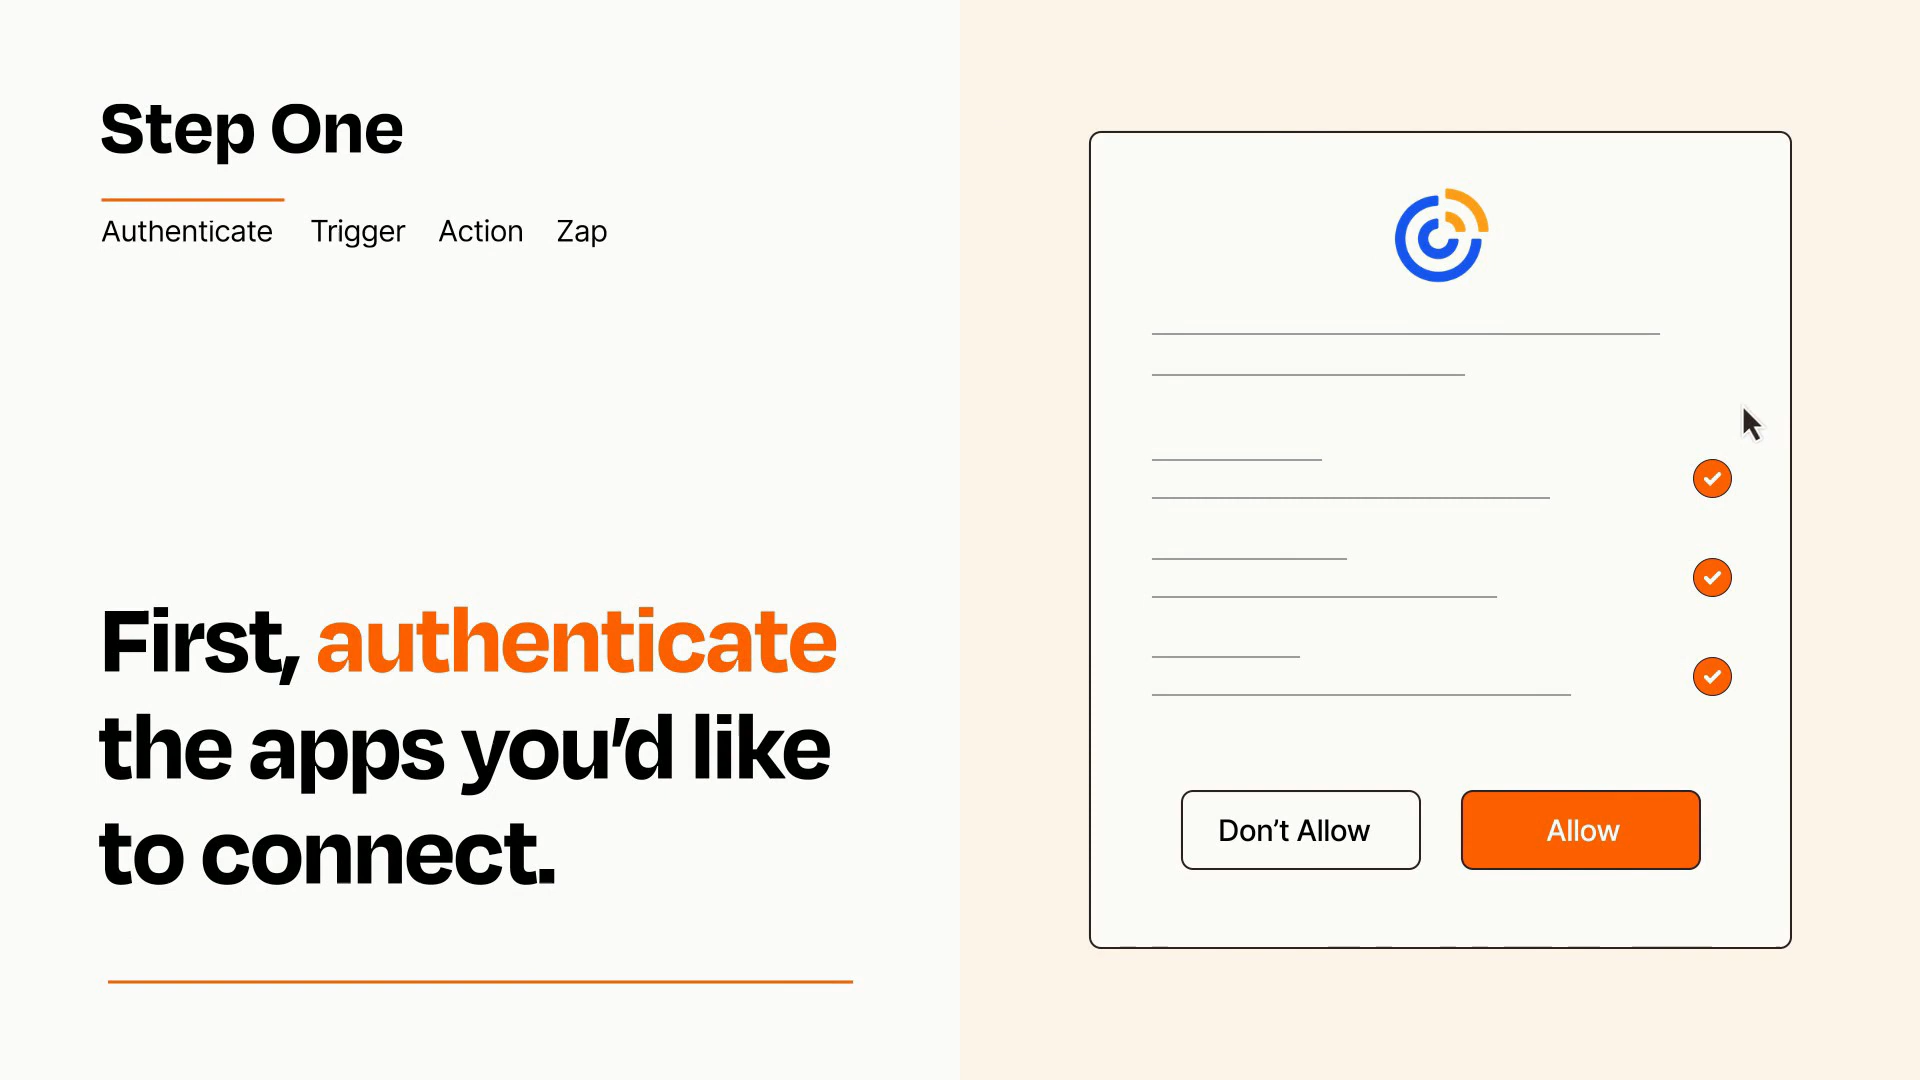 Step One
Authenticate Trigger Action Zap
First, authenticate
the apps you’d like
to connect.
Don’t Allow
Allow